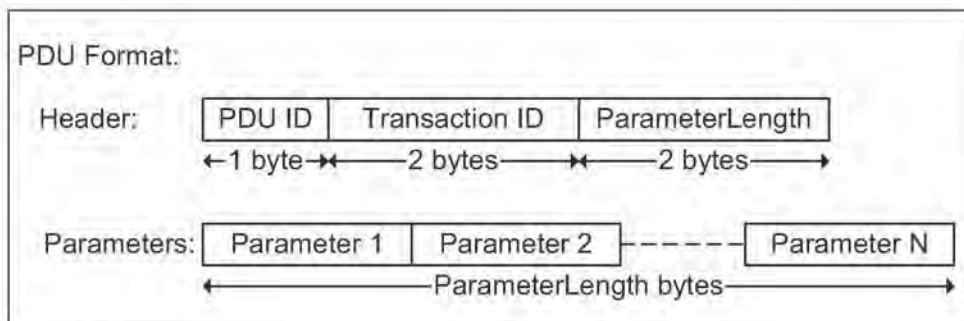 PDU Format:
Header: PDU ID Transaction ID ParameterLength
1 byte 2 bytes 2 bytes
Parameters: Parameter 1 Parameter 2 Parameter N
ParameterLength bytes